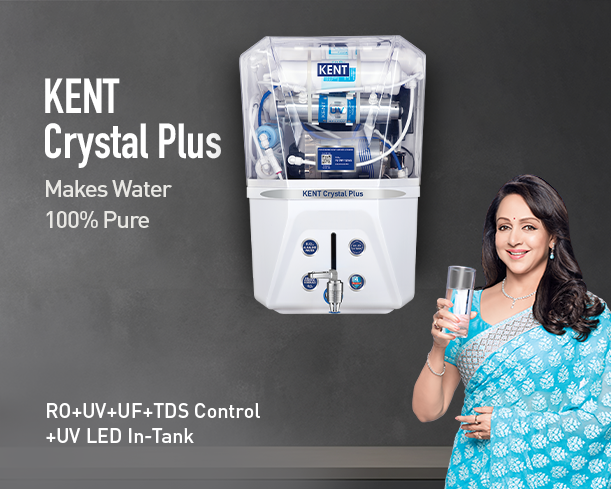 KENT
Crystal Plus
Makes Water
100% Pure
KENT
KENT Crystal Plus
RO+UV+UF+TDS Control
+UV LED In-Tank